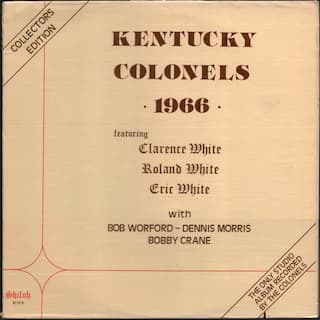 COLLECTORS
EDITION
KENTUCKY
COLONELS
· 1966 ·
featuring
Clarence White
Roland White
Eric White
with
BOB WORFORD - DENNIS MORRIS
BOBBY CRANE
THE ONLY STUDIO
ALBUM RECORDED
BY THE COLONELS
Shiloh